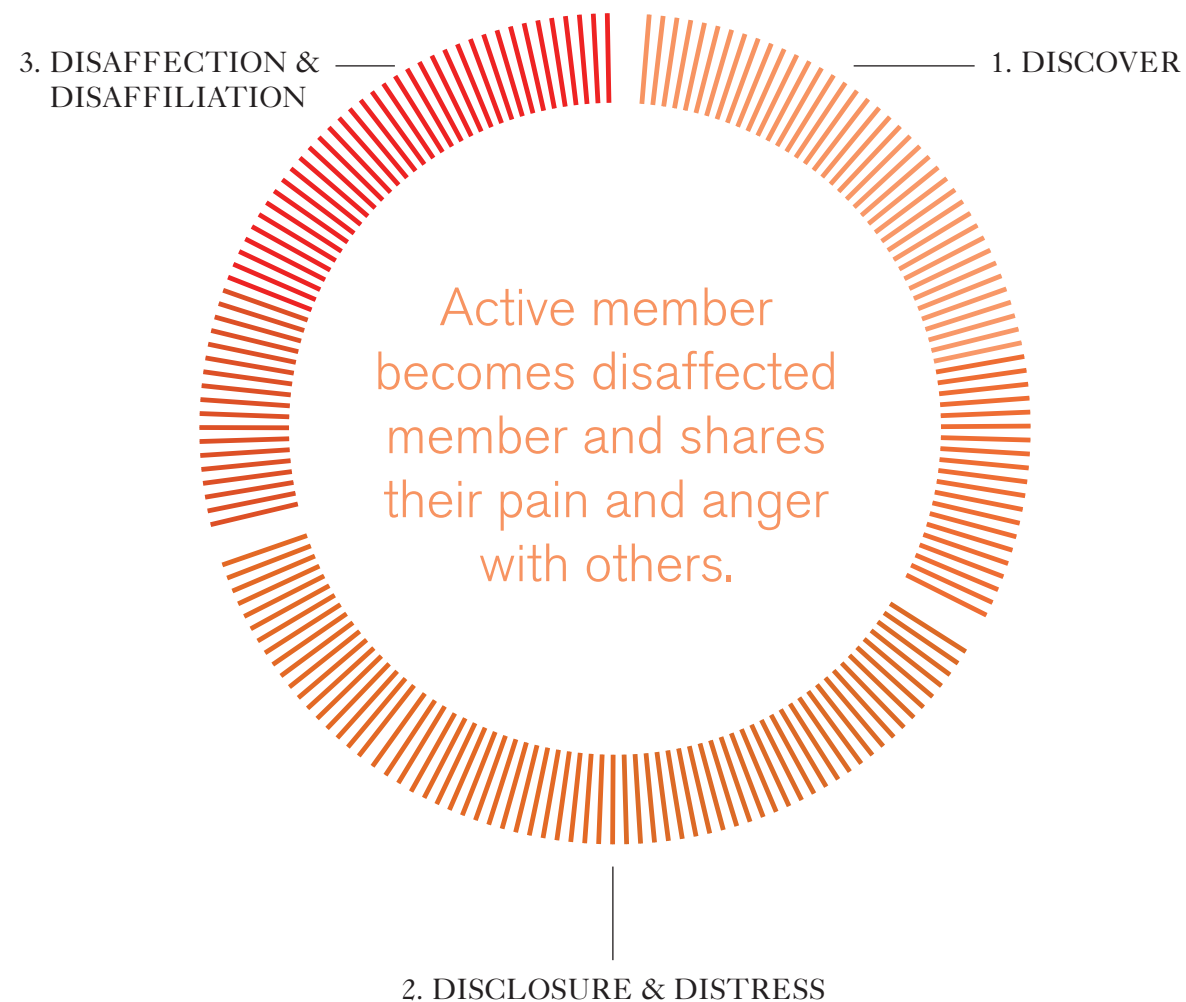 3. DISAFFECTION &
DISAFFILIATION
1. DISCOVER
Active member
becomes disaffected
member and shares
their pain and anger
with others.
2. DISCLOSURE & DISTRESS